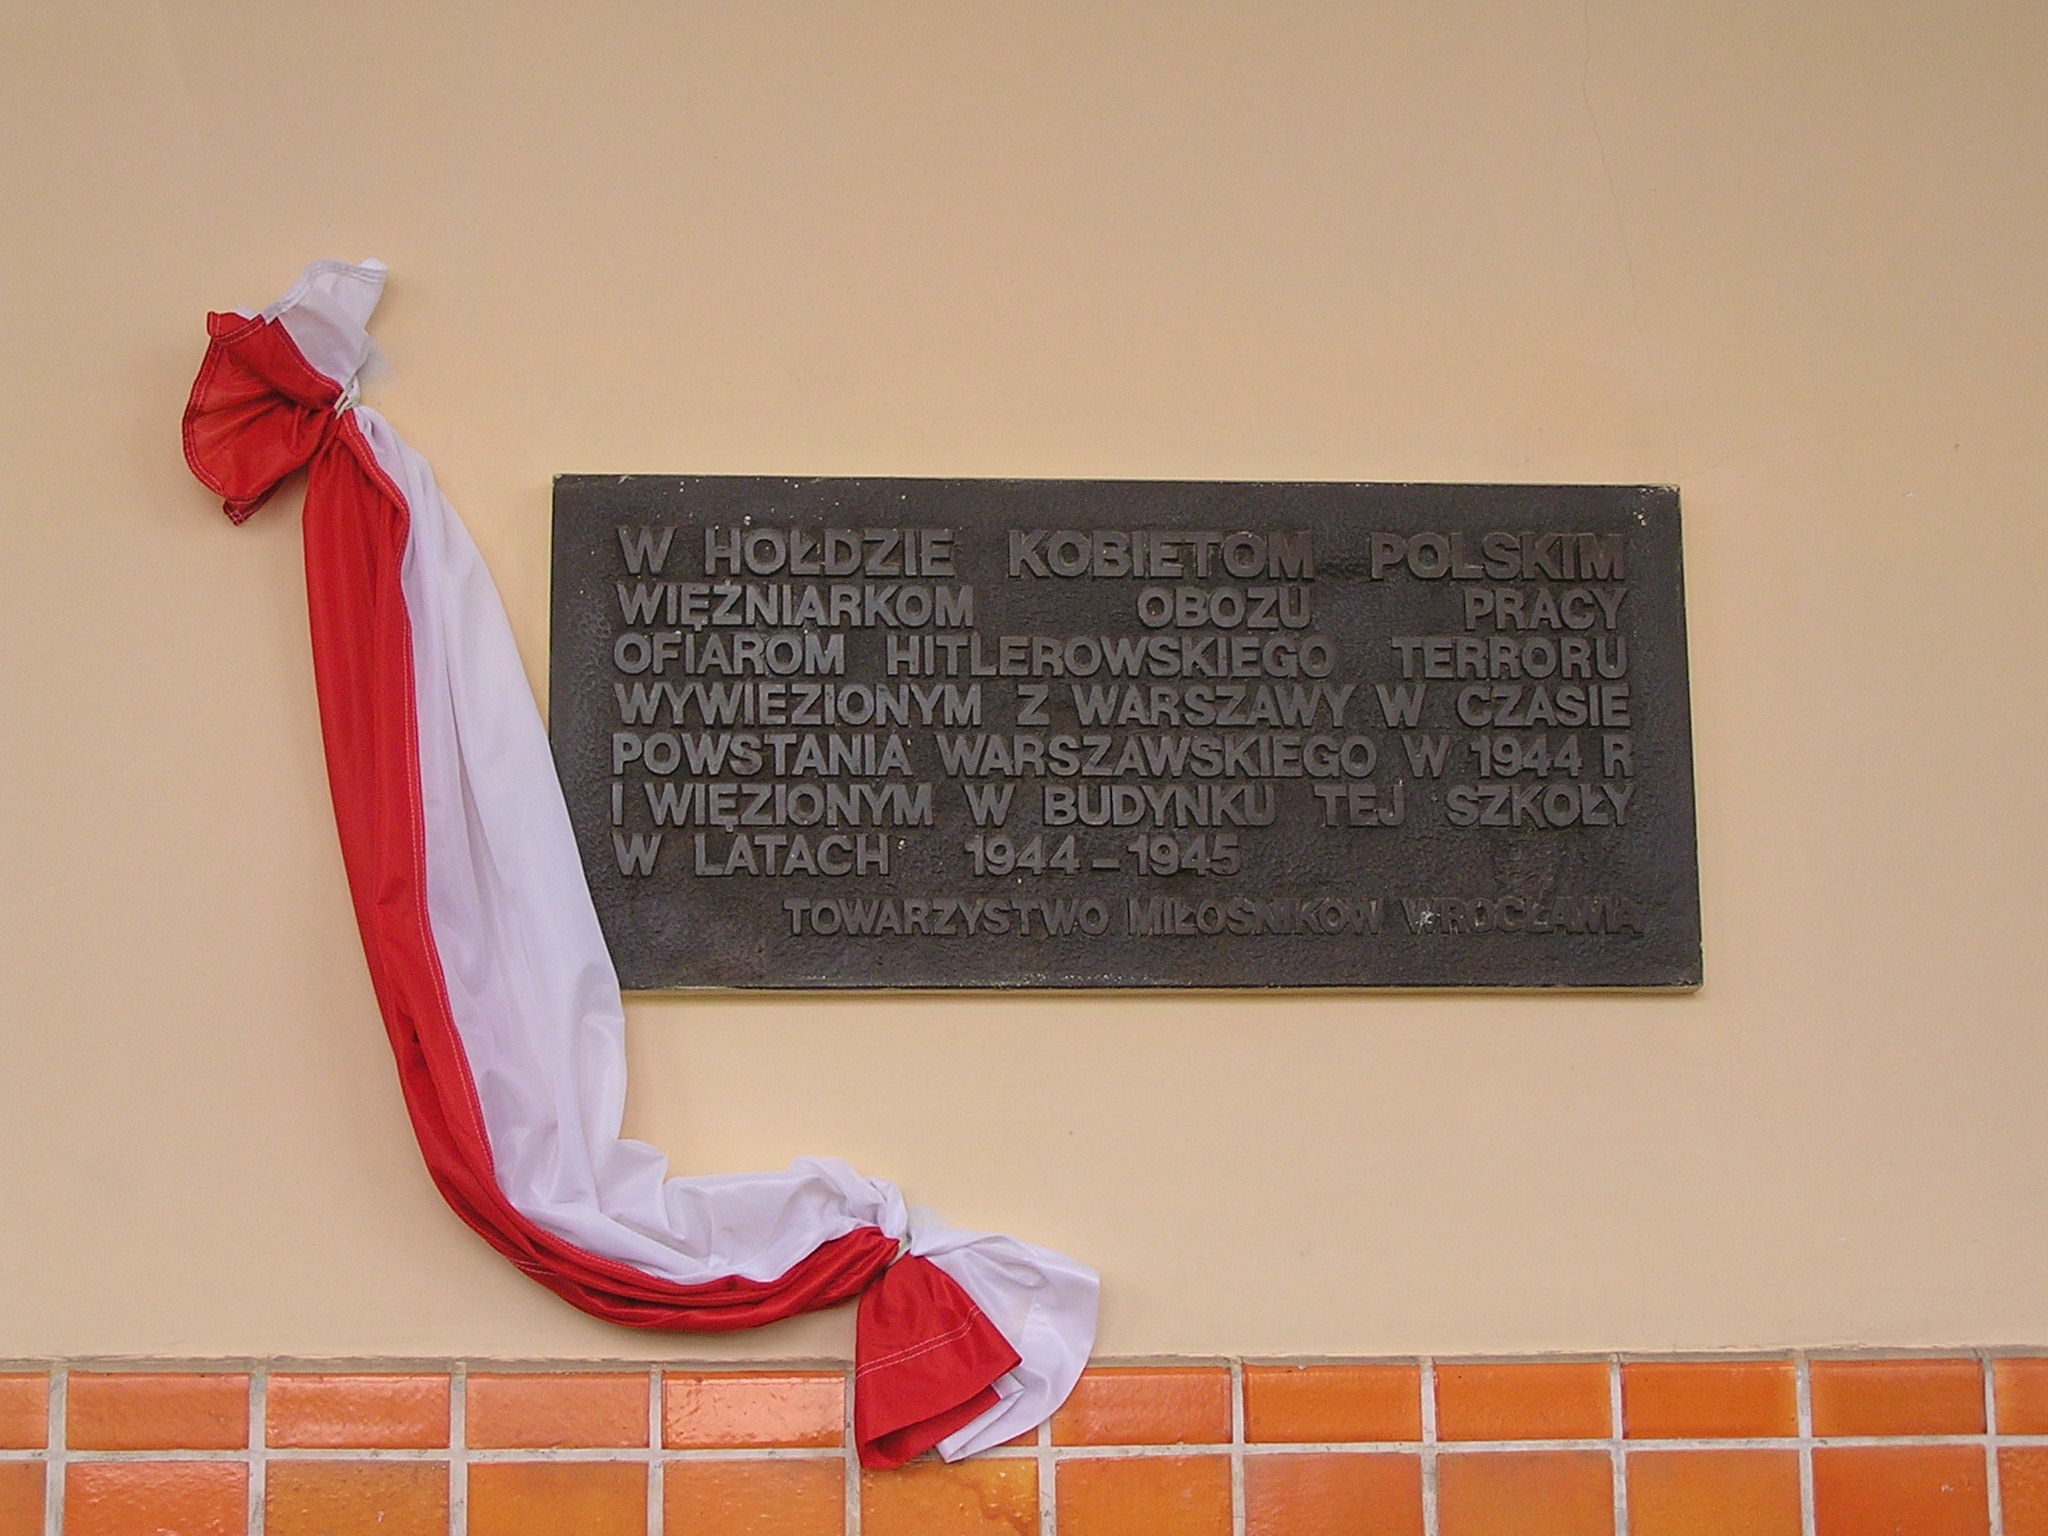 W HOŁDZIE KOBIETOM POLSKIM
WIĘŹNIARKOM OBOZU PRACY
OFIAROM HITLEROWSKIEGO TERRORU
WYWIEZIONYM Z WARSZAWY W CZASIE
POWSTANIA WARSZAWSKIEGO W 1944 R
I WIĘZIONYM W BUDYNKU TEJ SZKOŁY
W LATACH 1944 – 1945
TOWARZYSTWO MIŁOŚNIKÓW WROCŁAWIA